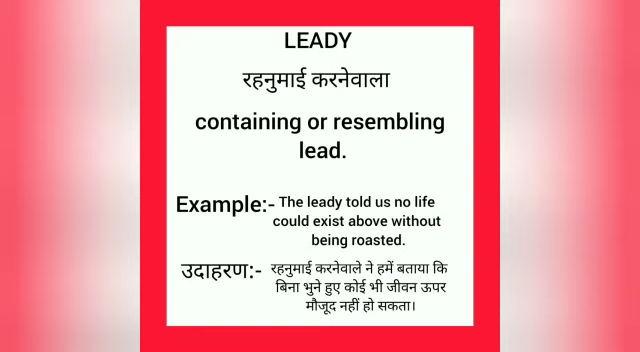 LEADY
रहनुमाई करनेवाला
containing or resembling
lead.
Example:- The leady told us no life
could exist above without
being roasted.
उदाहरण:- रहनुमाई करनेवाले ने हमें बताया कि
बिना भुने हुए कोई भी जीवन ऊपर
मौजूद नहीं हो सकता।